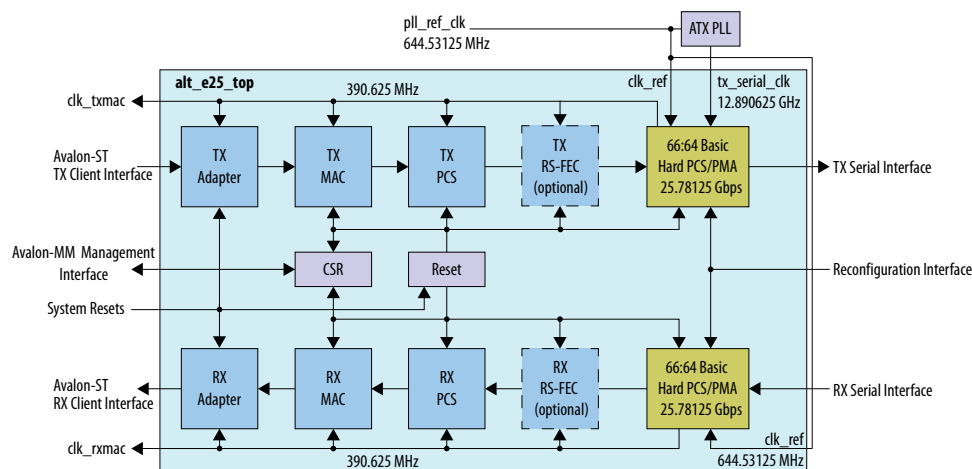 pll_ref_clk
644.53125 MHz
ATX PLL
alt_e25_top
390.625 MHz
clk_ref
tx_serial_clk
12.890625 GHz
clk_txmac
Avalon-ST
TX Client Interface
TX
Adapter
TX
MAC
TX
PCS
TX
RS-FEC
(optional)
66:64 Basic
Hard PCS/PMA
25.78125 Gbps
TX Serial Interface
Avalon-MM Management
Interface
CSR
Reset
Reconfiguration Interface
System Resets
Avalon-ST
RX Client Interface
RX
Adapter
RX
MAC
RX
PCS
RX
RS-FEC
(optional)
66:64 Basic
Hard PCS/PMA
25.78125 Gbps
RX Serial Interface
clk_rxmac
390.625 MHz
clk_ref
644.53125 MHz